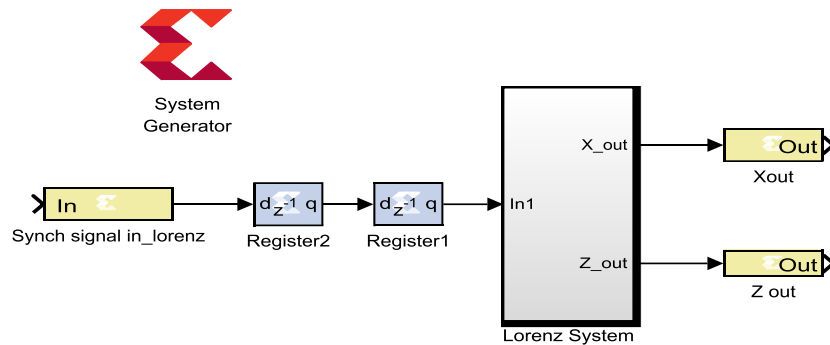 System
Generator
In
Synch signal in_lorenz
d z-1 q
Register2
d z-1 q
Register1
In1
X_out
Z_out
Lorenz System
Out
Xout
Out
Z out